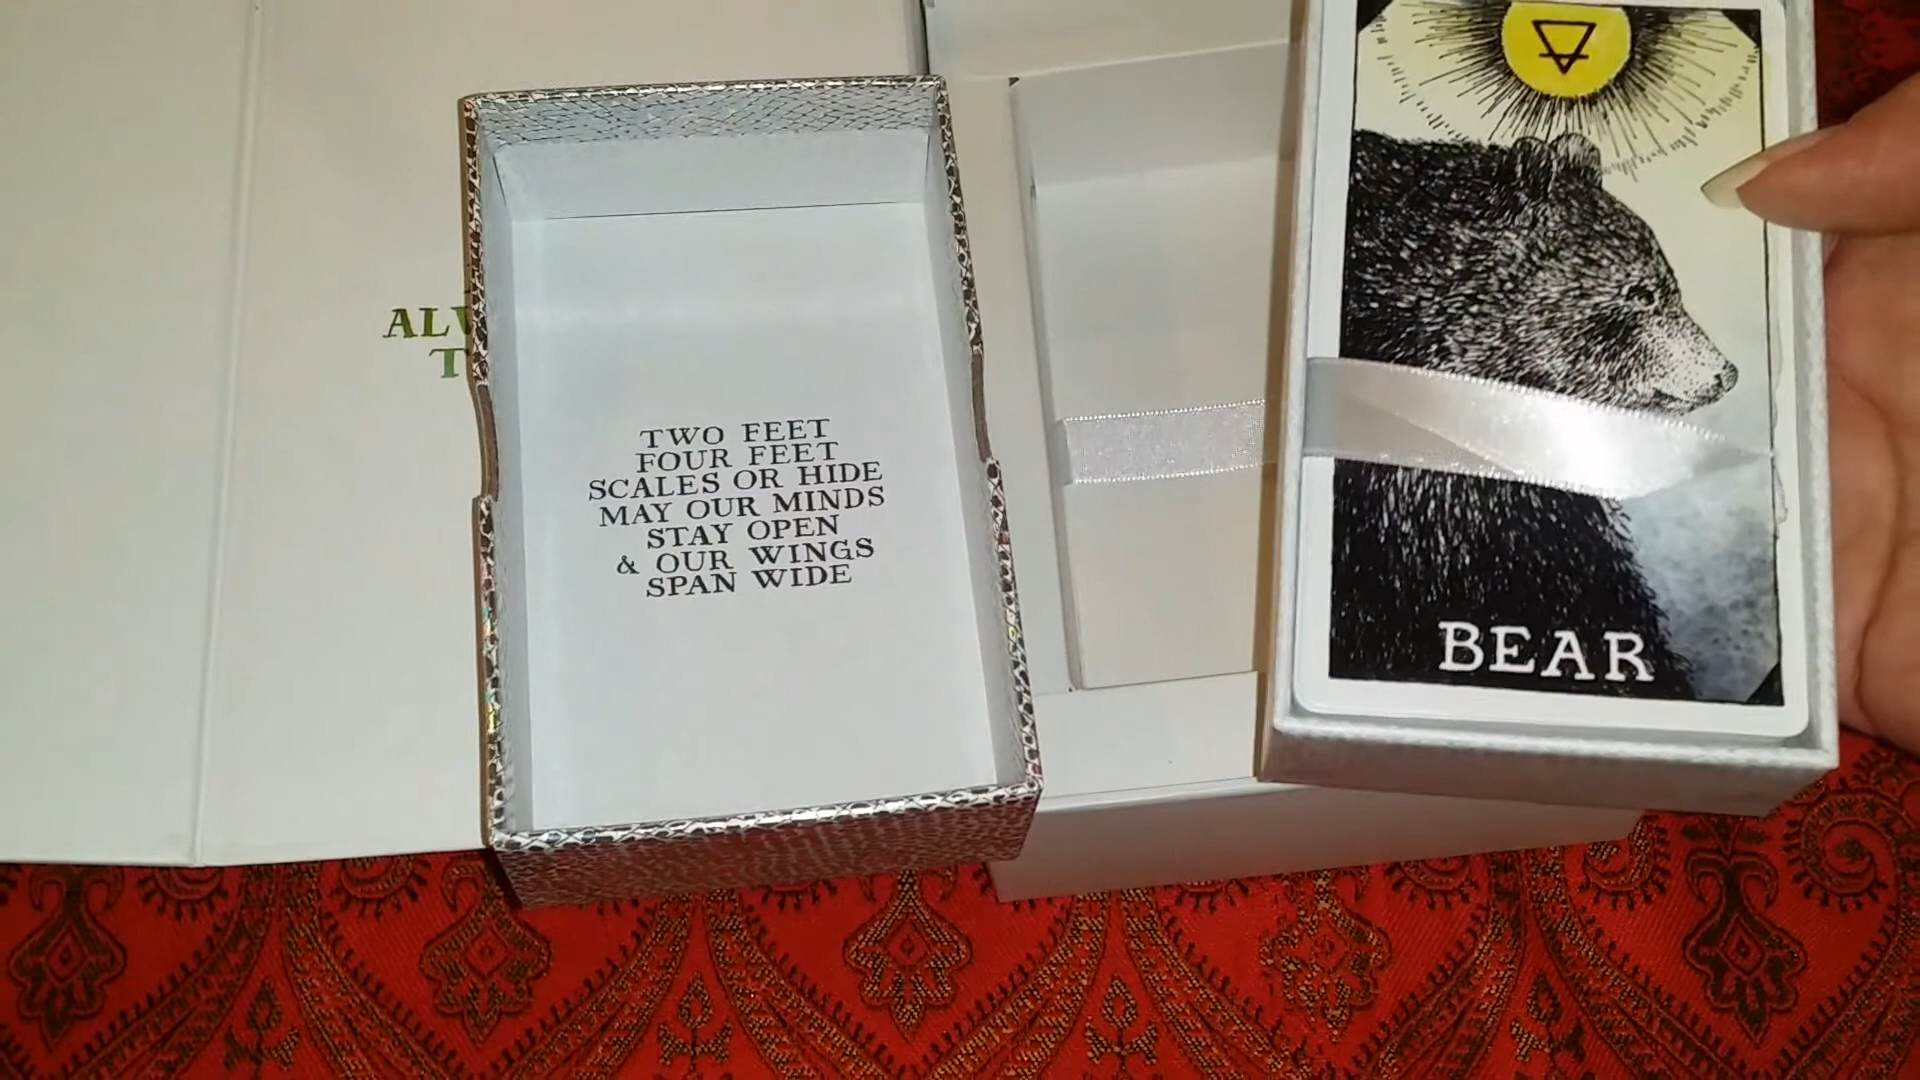 TWO FEET
FOUR FEET
SCALES OR HIDE
MAY OUR MINDS
STAY OPEN
& OUR WINGS
SPAN WIDE
BEAR